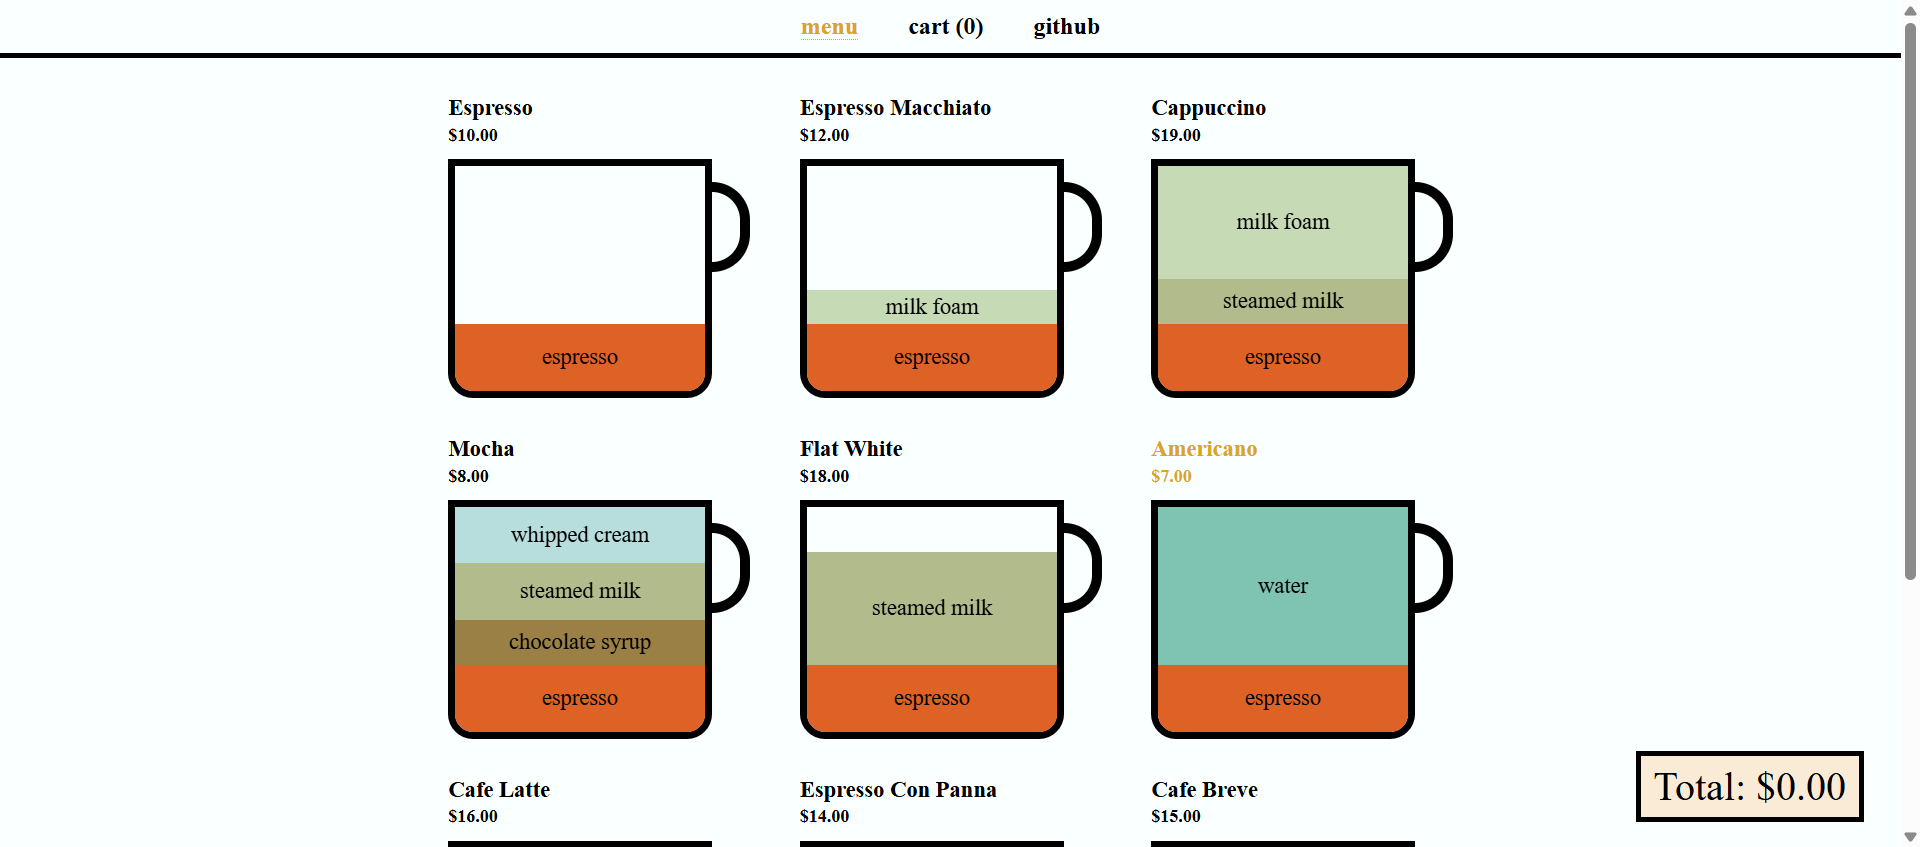 menu cart (0) github
Espresso
$10.00
espresso
Espresso Macchiato
$12.00
milk foam
espresso
Cappuccino
$19.00
milk foam
steamed milk
espresso
Mocha
$8.00
whipped cream
steamed milk
chocolate syrup
espresso
Flat White
$18.00
steamed milk
espresso
Americano
$7.00
water
espresso
Cafe Latte
$16.00
Espresso Con Panna
$14.00
Cafe Breve
$15.00
Total: $0.00